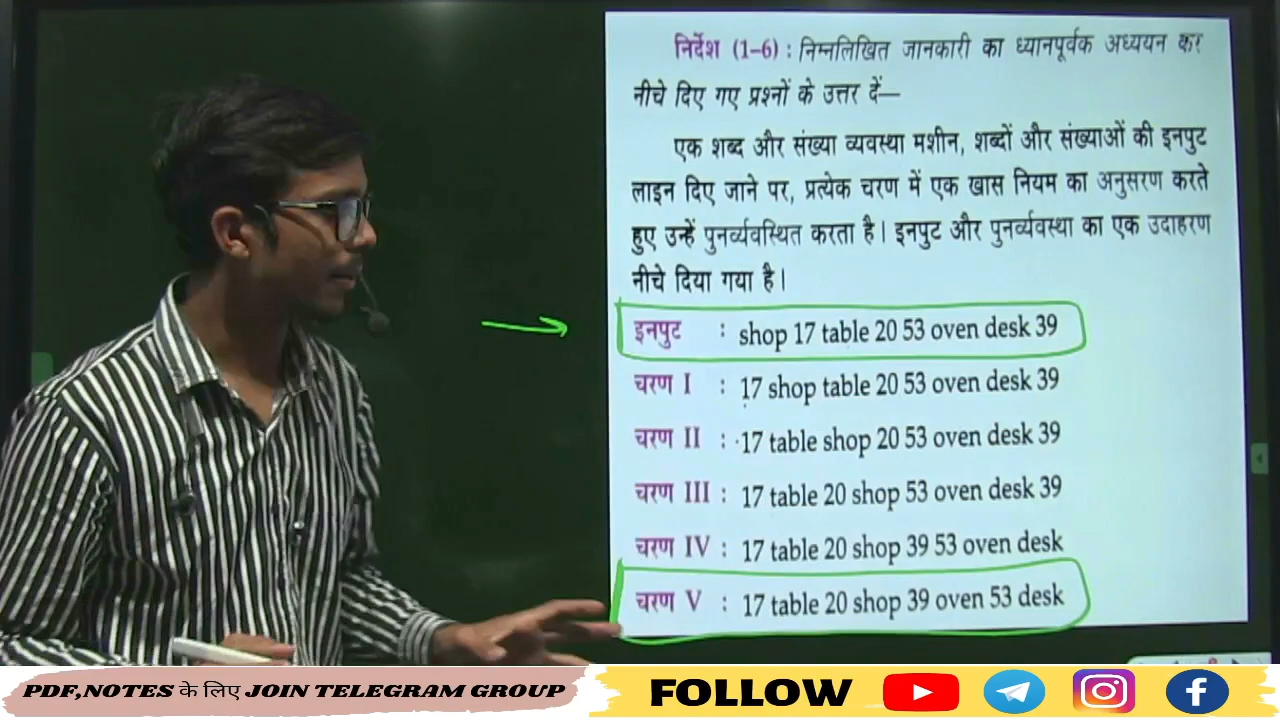 निर्देश (1–6) : निम्नलिखित जानकारी का ध्यानपूर्वक अध्ययन कर
नीचे दिए गए प्रश्नों के उत्तर दें—
एक शब्द और संख्या व्यवस्था मशीन, शब्दों और संख्याओं की इनपुट
लाइन दिए जाने पर, प्रत्येक चरण में एक खास नियम का अनुसरण करते
हुए उन्हें पुनर्व्यवस्थित करता है। इनपुट और पुनर्व्यवस्था का एक उदाहरण
नीचे दिया गया है।
इनपुट : shop 17 table 20 53 oven desk 39
चरण I : 17 shop table 20 53 oven desk 39
चरण II : 17 table shop 20 53 oven desk 39
चरण III : 17 table 20 shop 53 oven desk 39
चरण IV : 17 table 20 shop 39 53 oven desk
चरण V : 17 table 20 shop 39 oven 53 desk
PDF,NOTES के लिए JOIN TELEGRAM GROUP
FOLLOW